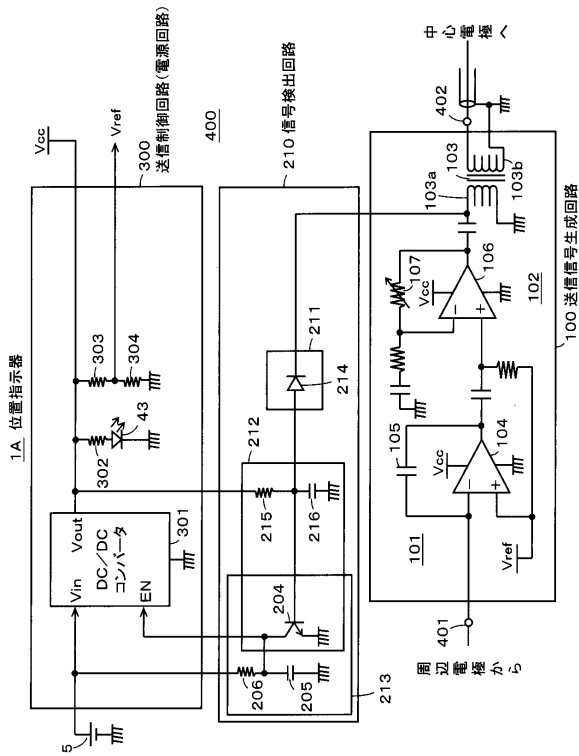 1A 位置指示器
5
Vin
Vout
DC/DC
コンバータ
EN
301
302
43
303
304
Vcc
Vref
300
送信制御回路(電源回路)
400
210 信号検出回路
206
205
204
213
212
215
216
211
214
401
周辺電極から
101
105
Vcc
104
Vref
−
+
107
Vcc
106
102
−
+
103a
103
103b
402
中心電極へ
100 送信信号生成回路